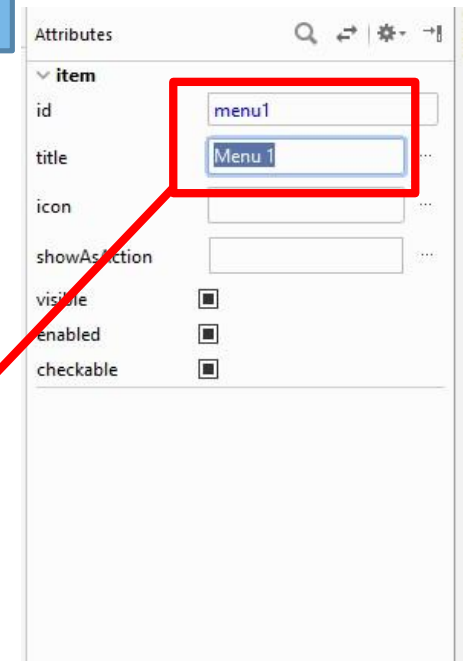 Attributes
item
id menu1
title Menu 1 ...
icon ...
showAsAction ...
visible
enabled
checkable